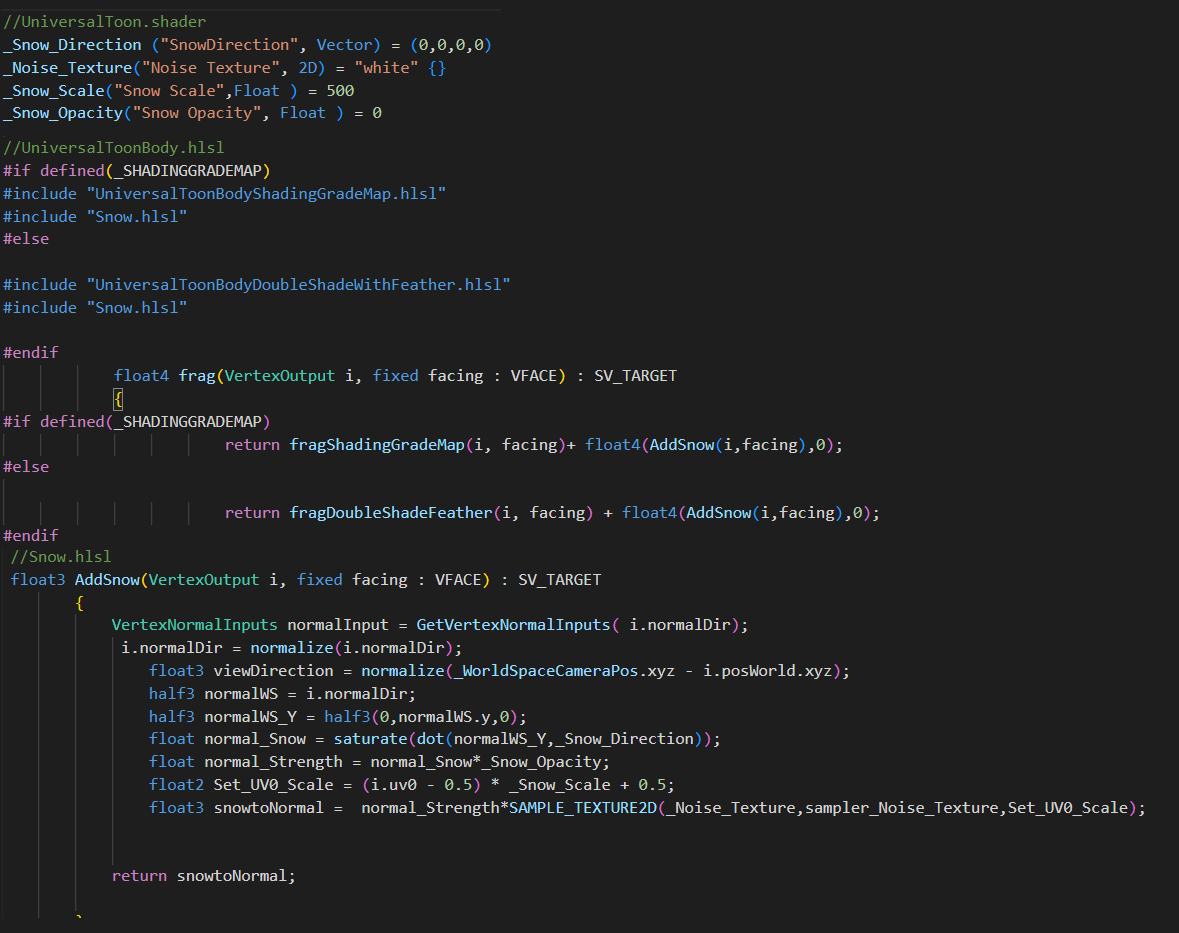 //UniversalToon.shader
_Snow_Direction ("SnowDirection", Vector) = (0,0,0,0)
_Noise_Texture("Noise Texture", 2D) = "white" {}
_Snow_Scale("Snow Scale",Float ) = 500
_Snow_Opacity("Snow Opacity", Float ) = 0
//UniversalToonBody.hlsl
#if defined(_SHADINGGRADEMAP)
#include "UniversalToonBodyShadingGradeMap.hlsl"
#include "Snow.hlsl"
#else
#include "UniversalToonBodyDoubleShadeWithFeather.hlsl"
#include "Snow.hlsl"
#endif
float4 frag(VertexOutput i, fixed facing : VFACE) : SV_TARGET
{
#if defined(_SHADINGGRADEMAP)
return fragShadingGradeMap(i, facing)+ float4(AddSnow(i,facing),0);
#else
return fragDoubleShadeFeather(i, facing) + float4(AddSnow(i,facing),0);
#endif
//Snow.hlsl
float3 AddSnow(VertexOutput i, fixed facing : VFACE) : SV_TARGET
{
VertexNormalInputs normalInput = GetVertexNormalInputs( i.normalDir);
i.normalDir = normalize(i.normalDir);
float3 viewDirection = normalize(_WorldSpaceCameraPos.xyz - i.posWorld.xyz);
half3 normalWS = i.normalDir;
half3 normalWS_Y = half3(0,normalWS.y,0);
float normal_Snow = saturate(dot(normalWS_Y,_Snow_Direction));
float normal_Strength = normal_Snow*_Snow_Opacity;
float2 Set_UV0_Scale = (i.uv0 - 0.5) * _Snow_Scale + 0.5;
float3 snowtoNormal =  normal_Strength*SAMPLE_TEXTURE2D(_Noise_Texture,sampler_Noise_Texture,Set_UV0_Scale);
return snowtoNormal;